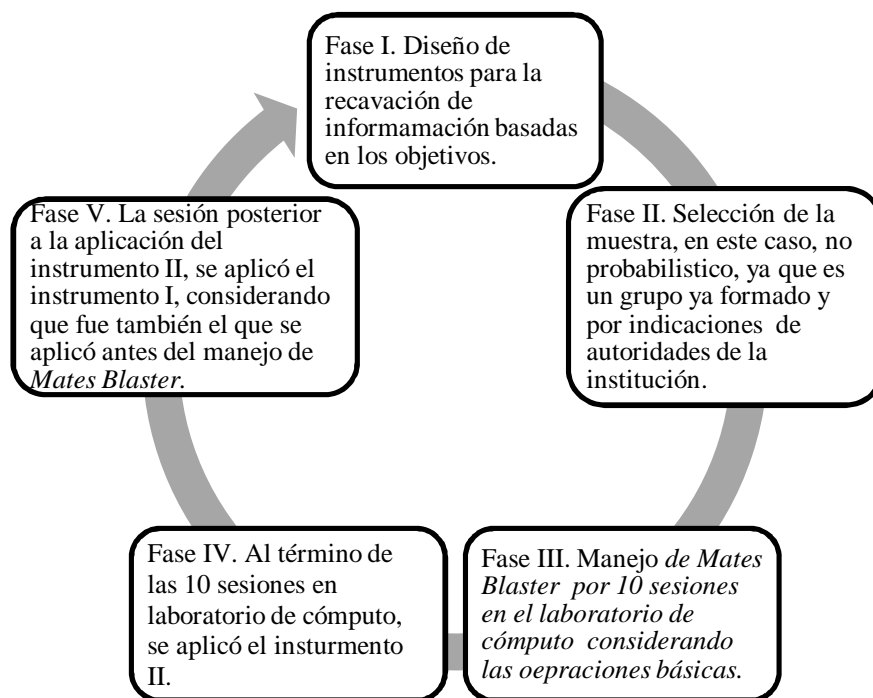 Fase I. Diseño de
instrumentos para la
recavación de
informamación basadas
en los objetivos.
Fase II. Selección de la
muestra, en este caso, no
probabilistico, ya que es
un grupo ya formado y
por indicaciones de
autoridades de la
institución.
Fase III. Manejo de Mates
Blaster por 10 sesiones
en el laboratorio de
cómputo considerando
las oepraciones básicas.
Fase IV. Al término de
las 10 sesiones en
laboratorio de cómputo,
se aplicó el insturmento
II.
Fase V. La sesión posterior
a la aplicación del
instrumento II, se aplicó el
instrumento I, considerando
que fue también el que se
aplicó antes del manejo de
Mates Blaster.